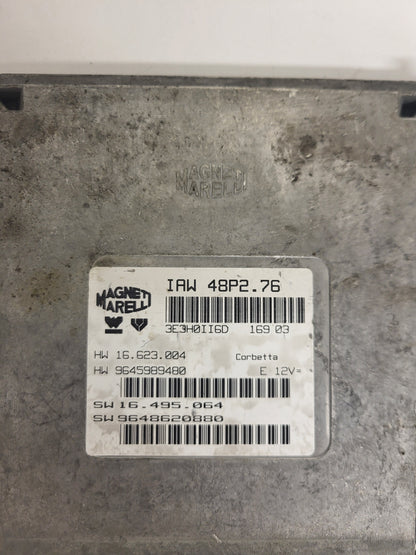 MAGNETI
MARELLI
IAW 48P2.76
MAGNETI
MARELLI
3E3H0II6D 169 03
HW 16.623.004 Corbetta
HW 9645989480 E 12V=
SW 16.495.064
SW 9648620880